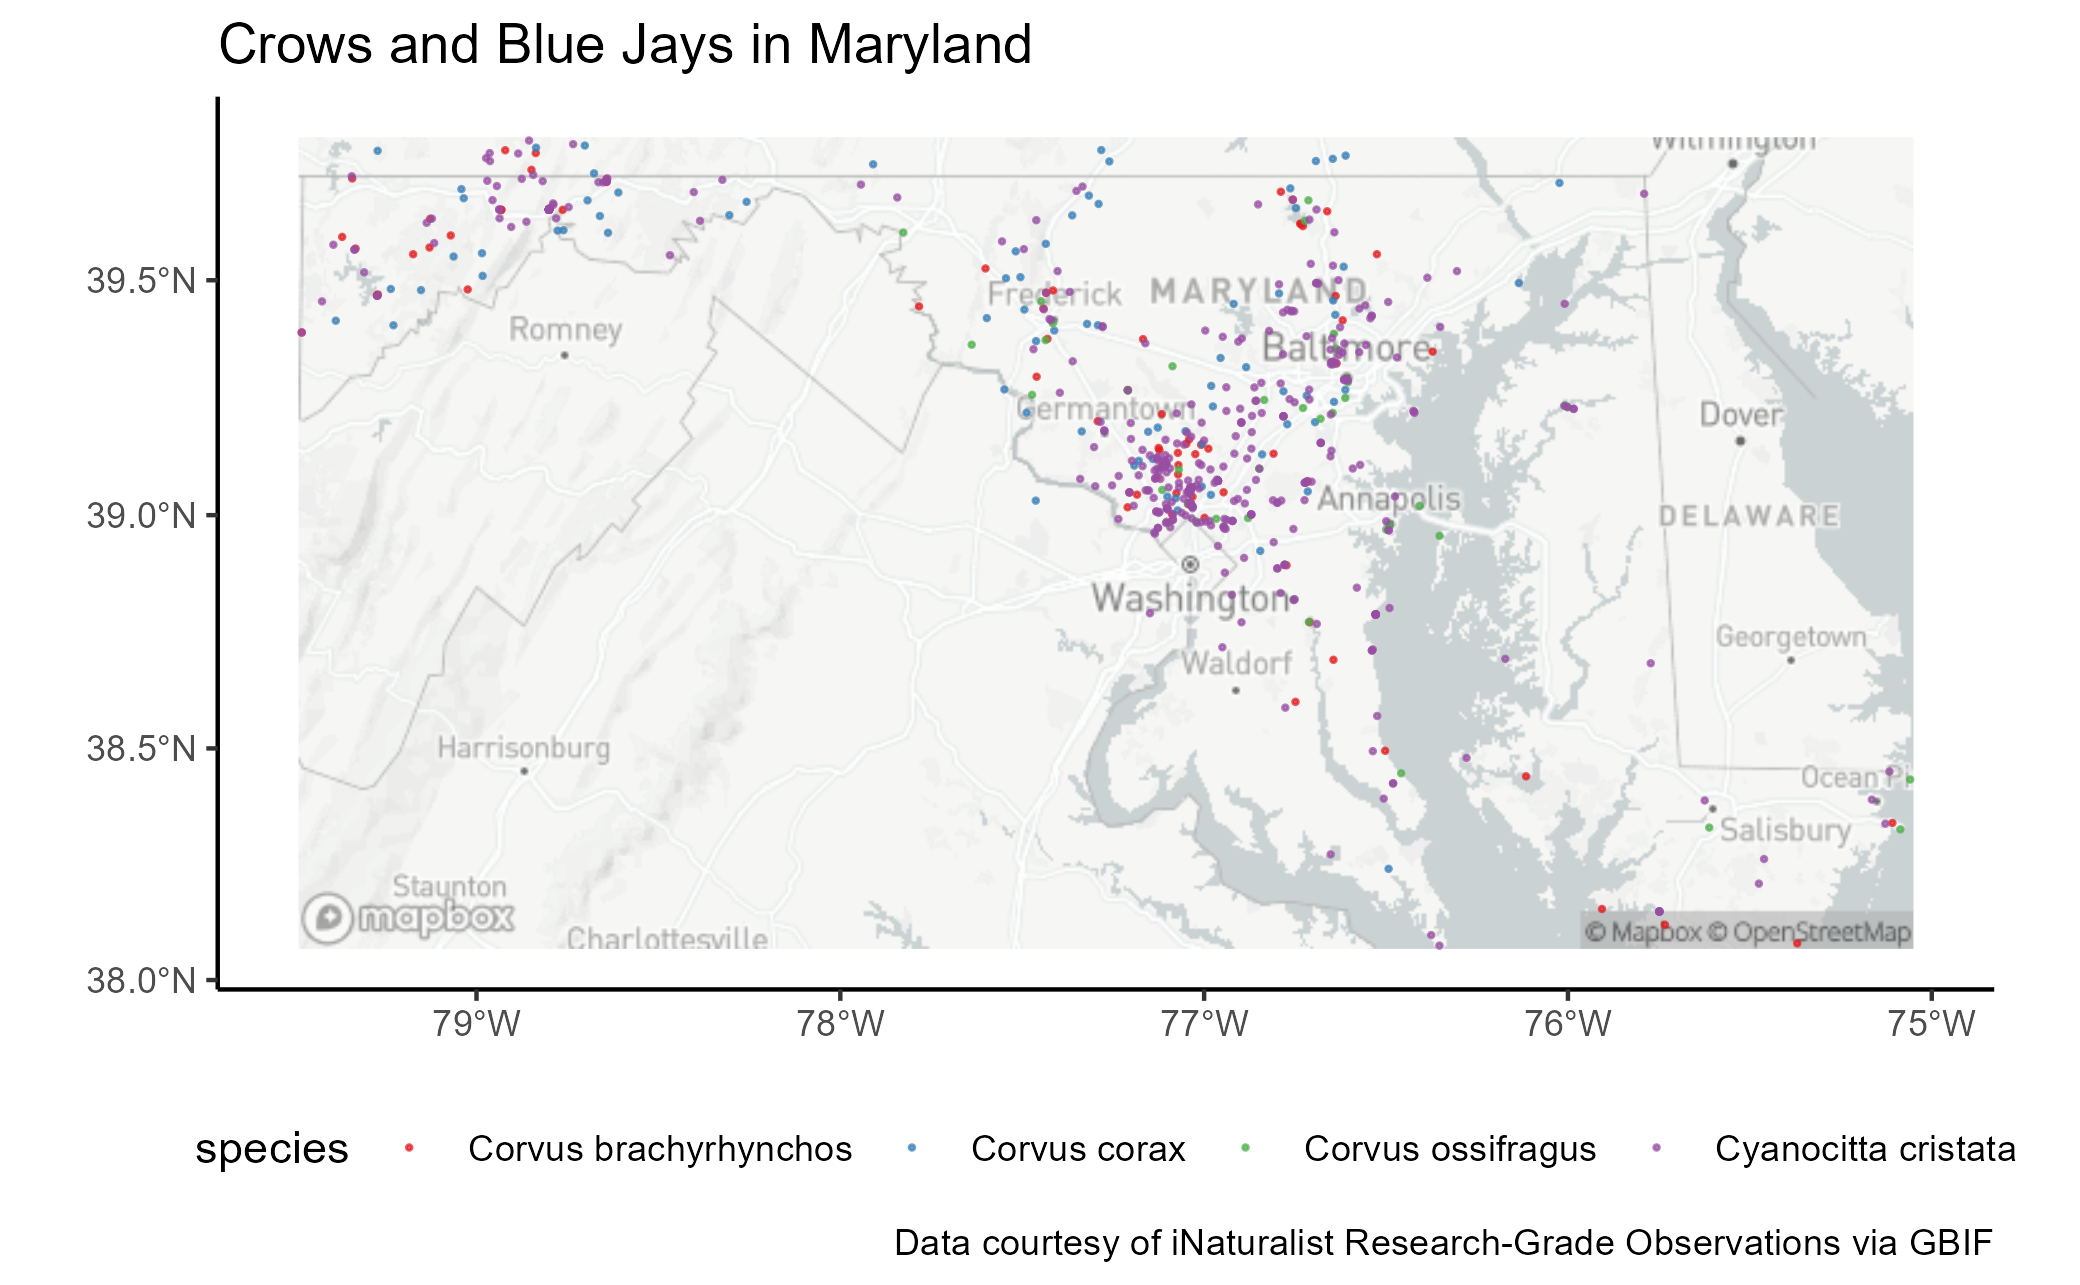 Crows and Blue Jays in Maryland
Wilmington
39.5°N
Frederick
MARYLAND
Romney
Baltimore
Germantown
Dover
39.0°N
Annapolis
DELAWARE
Washington
Georgetown
Waldorf
38.5°N
Harrisonburg
Ocean Pi
Salisbury
Staunton
mapbox
Charlottesville
© Mapbox © OpenStreetMap
38.0°N
79°W 78°W 77°W 76°W 75°W
species Corvus brachyrhynchos Corvus corax Corvus ossifragus Cyanocitta cristata
Data courtesy of iNaturalist Research-Grade Observations via GBIF